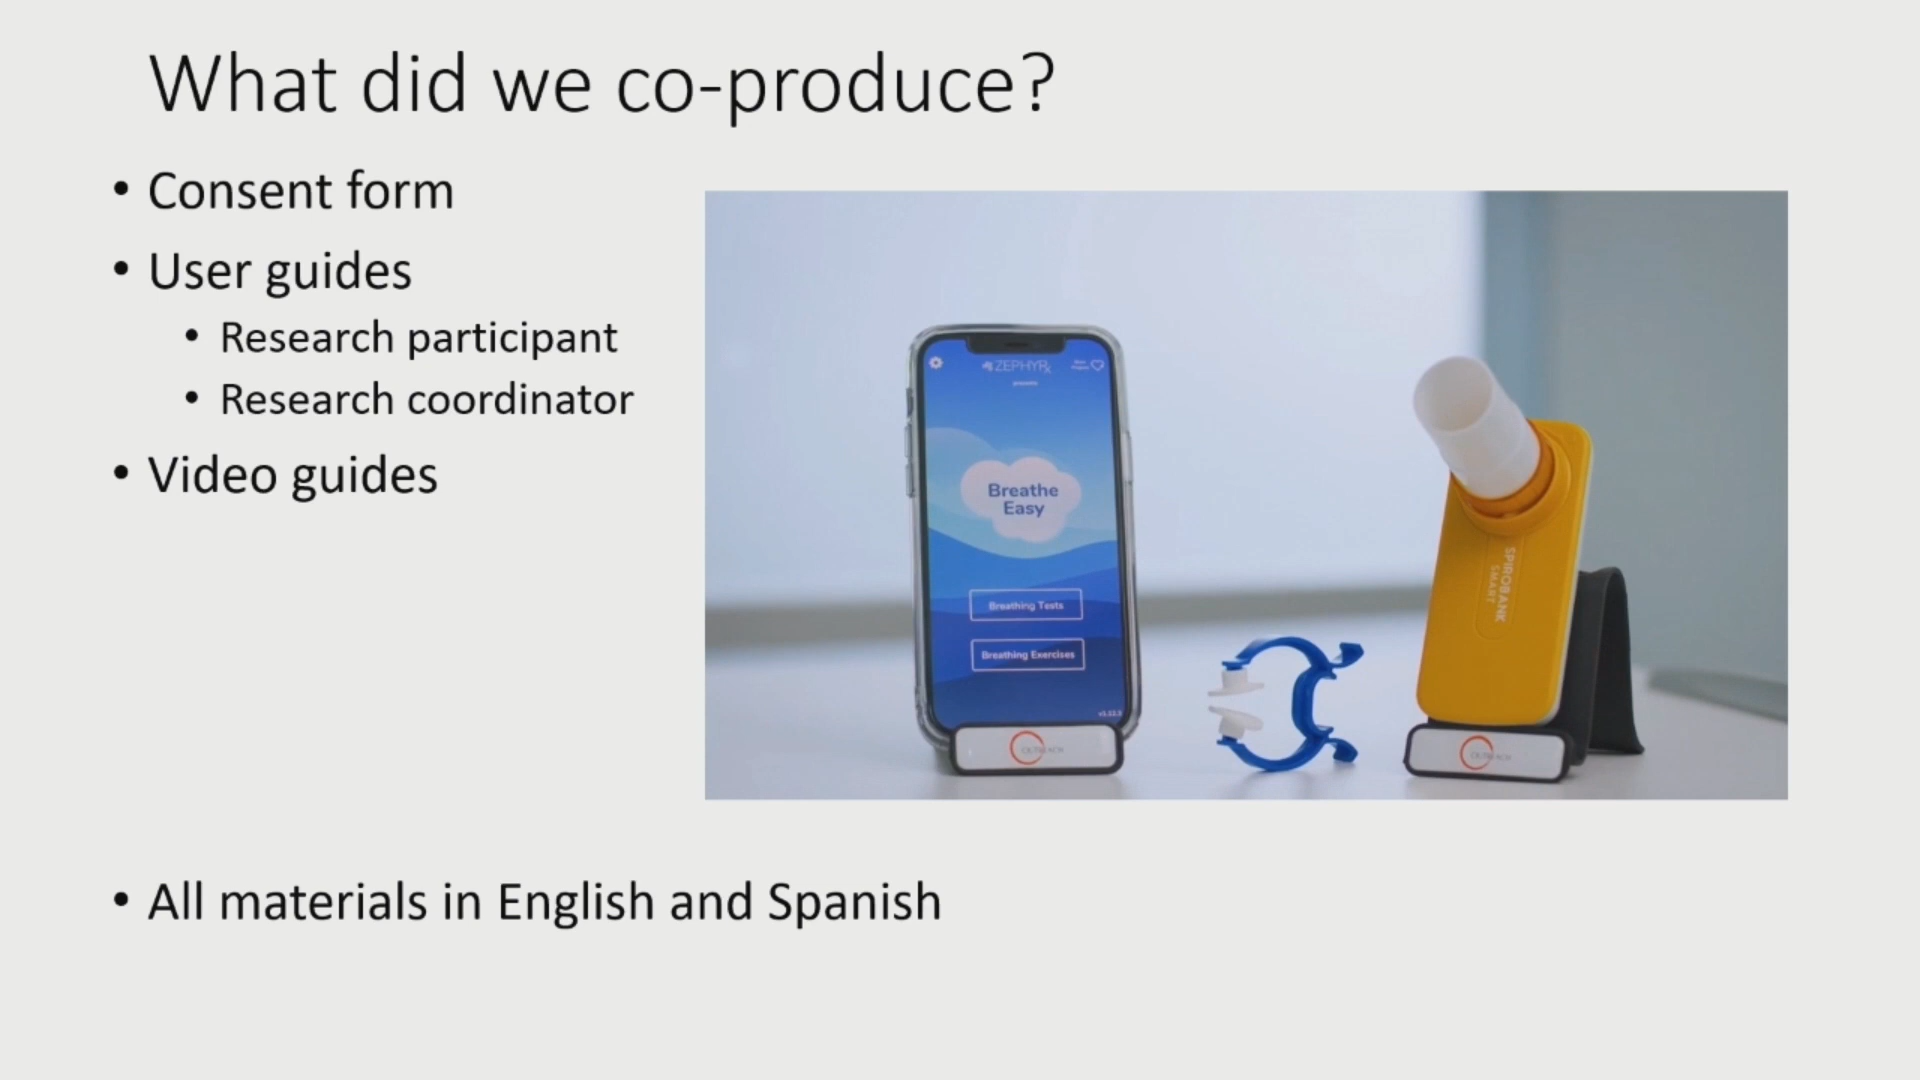 What did we co-produce?
• Consent form
• User guides
• Research participant
• Research coordinator
• Video guides
ZEPHYRx
Breathe
Easy
Breathing Tests
Breathing Exercises
SPIROBANK
SMART
• All materials in English and Spanish